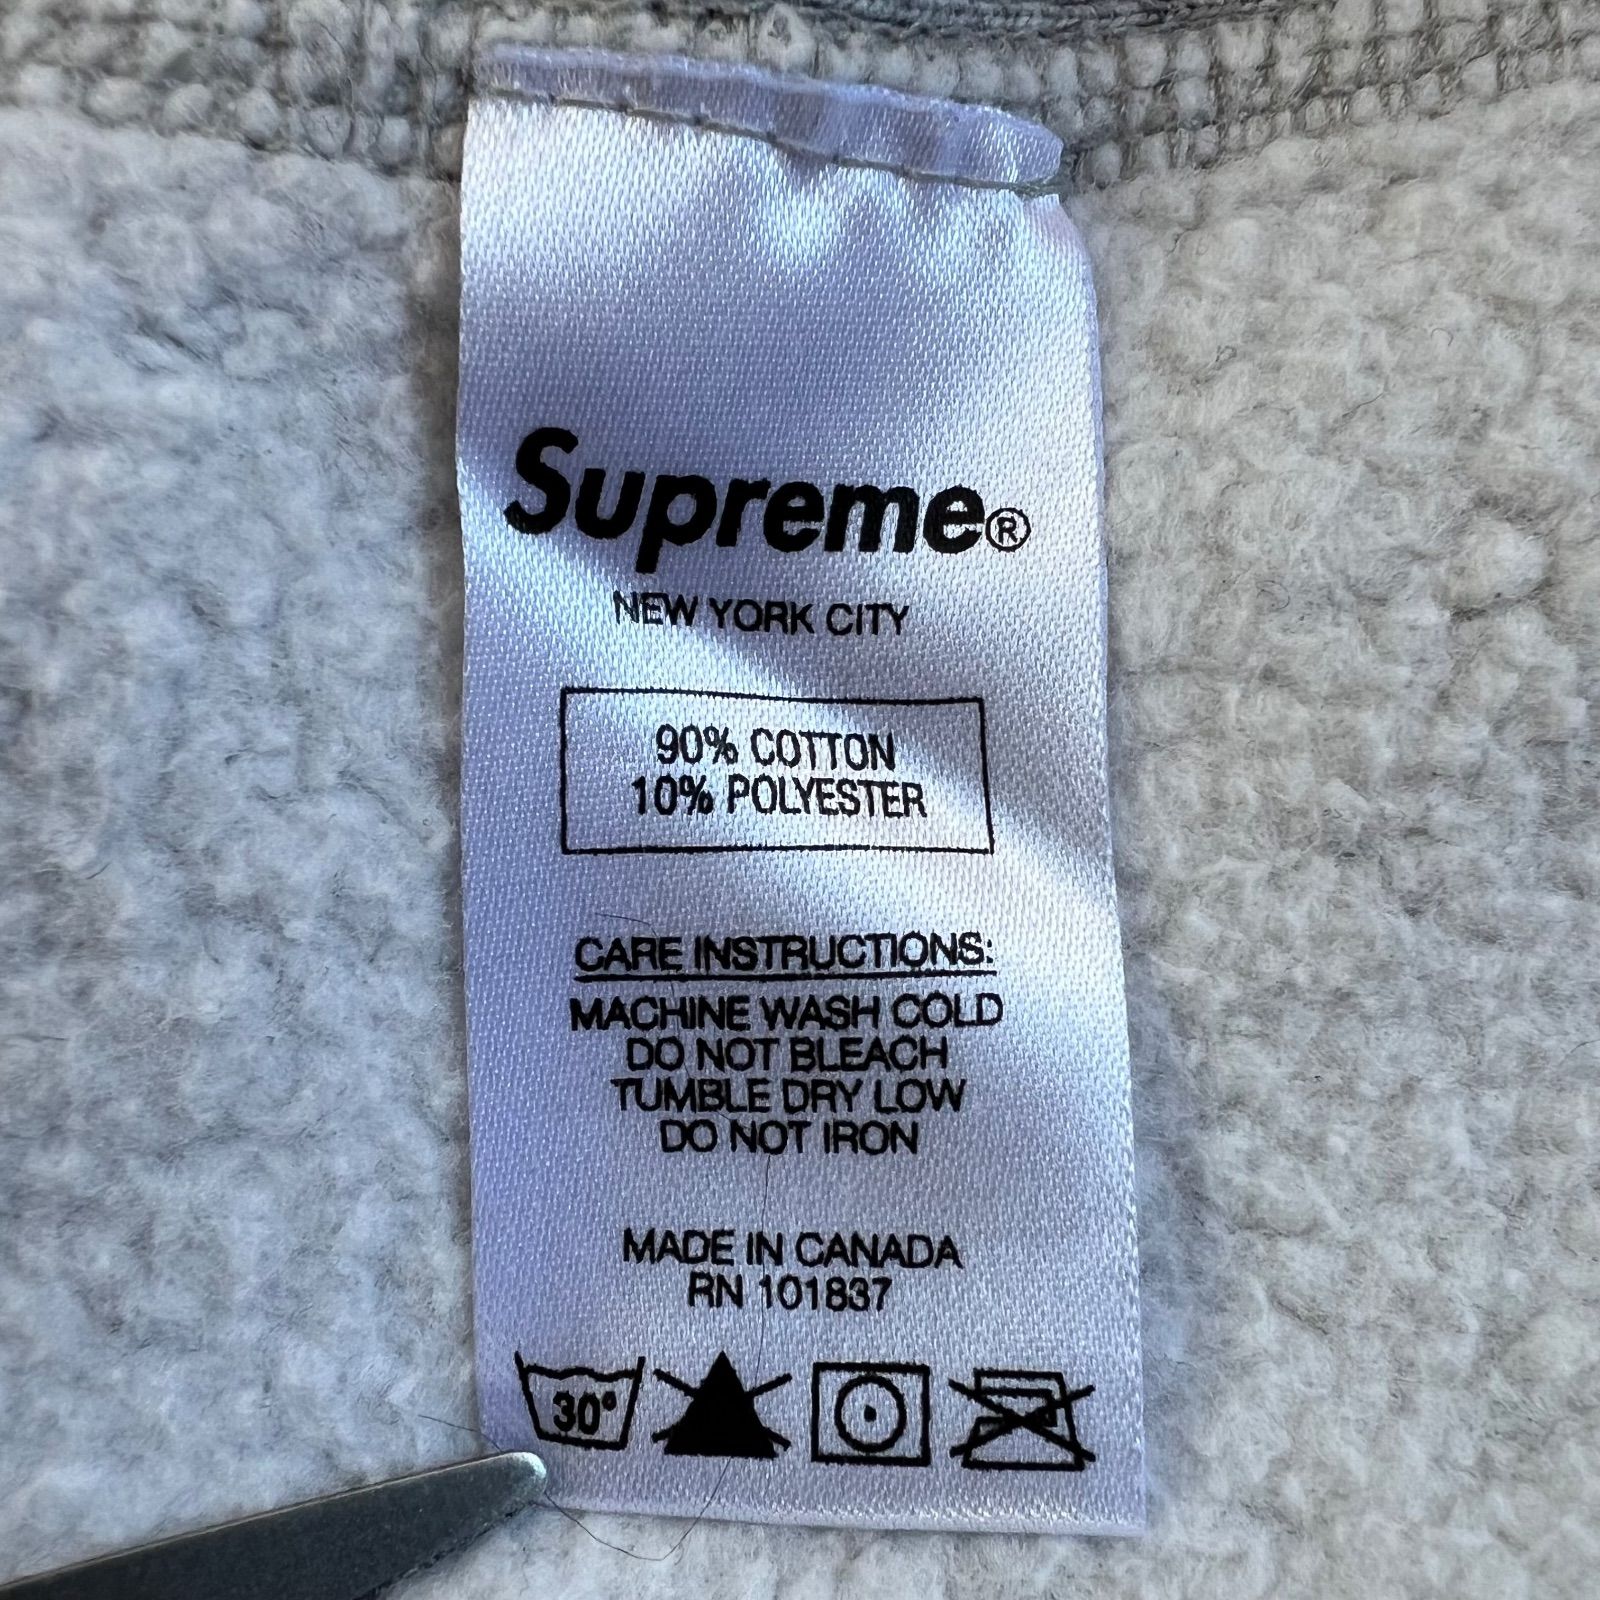 Supreme®
NEW YORK CITY
90% COTTON
10% POLYESTER
CARE INSTRUCTIONS:
MACHINE WASH COLD
DO NOT BLEACH
TUMBLE DRY LOW
DO NOT IRON
MADE IN CANADA
RN 101837
30°